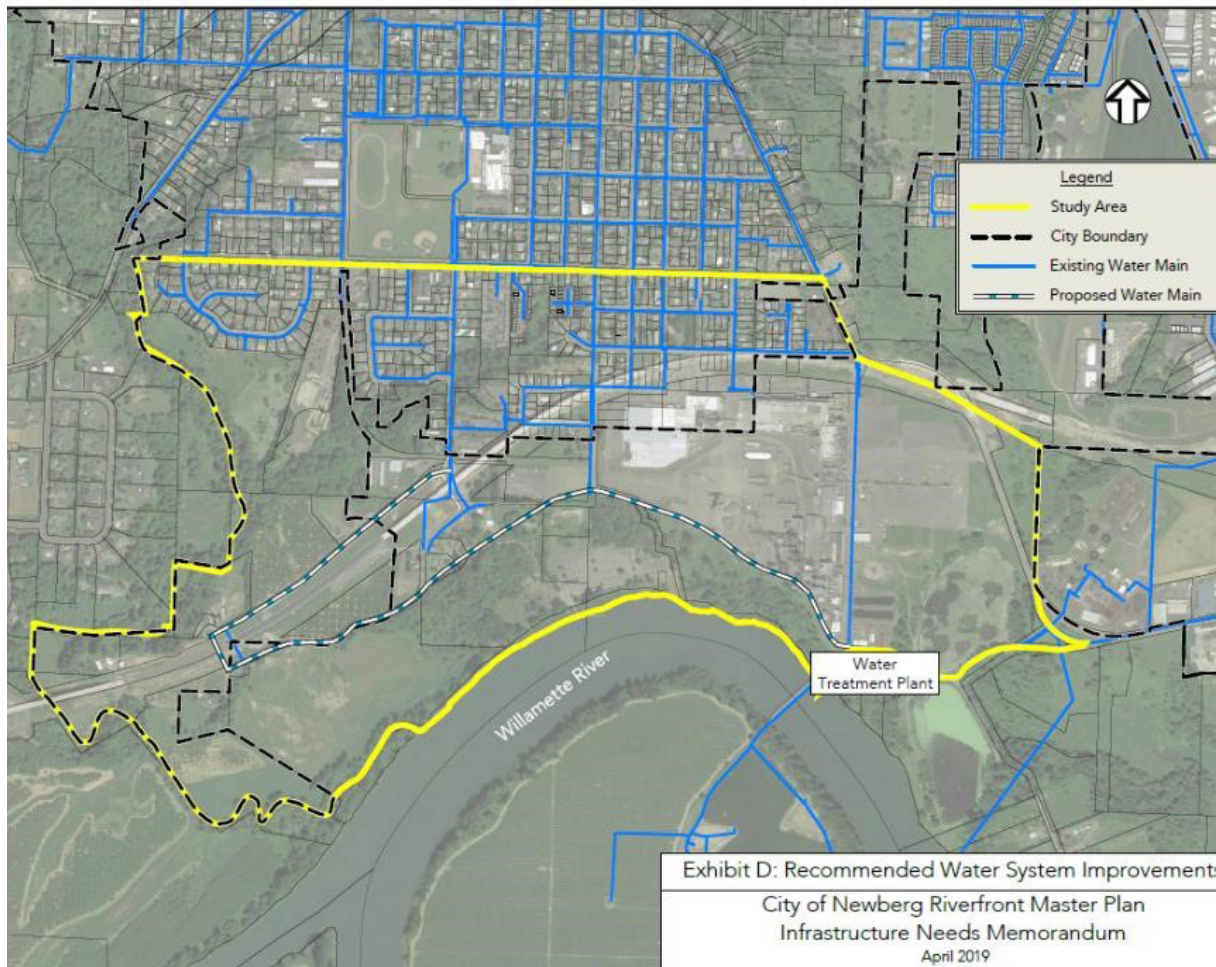 Legend
Study Area
City Boundary
Existing Water Main
Proposed Water Main
Willamette River
Water
Treatment Plant
Exhibit D: Recommended Water System Improvements
City of Newberg Riverfront Master Plan
Infrastructure Needs Memorandum
April 2019